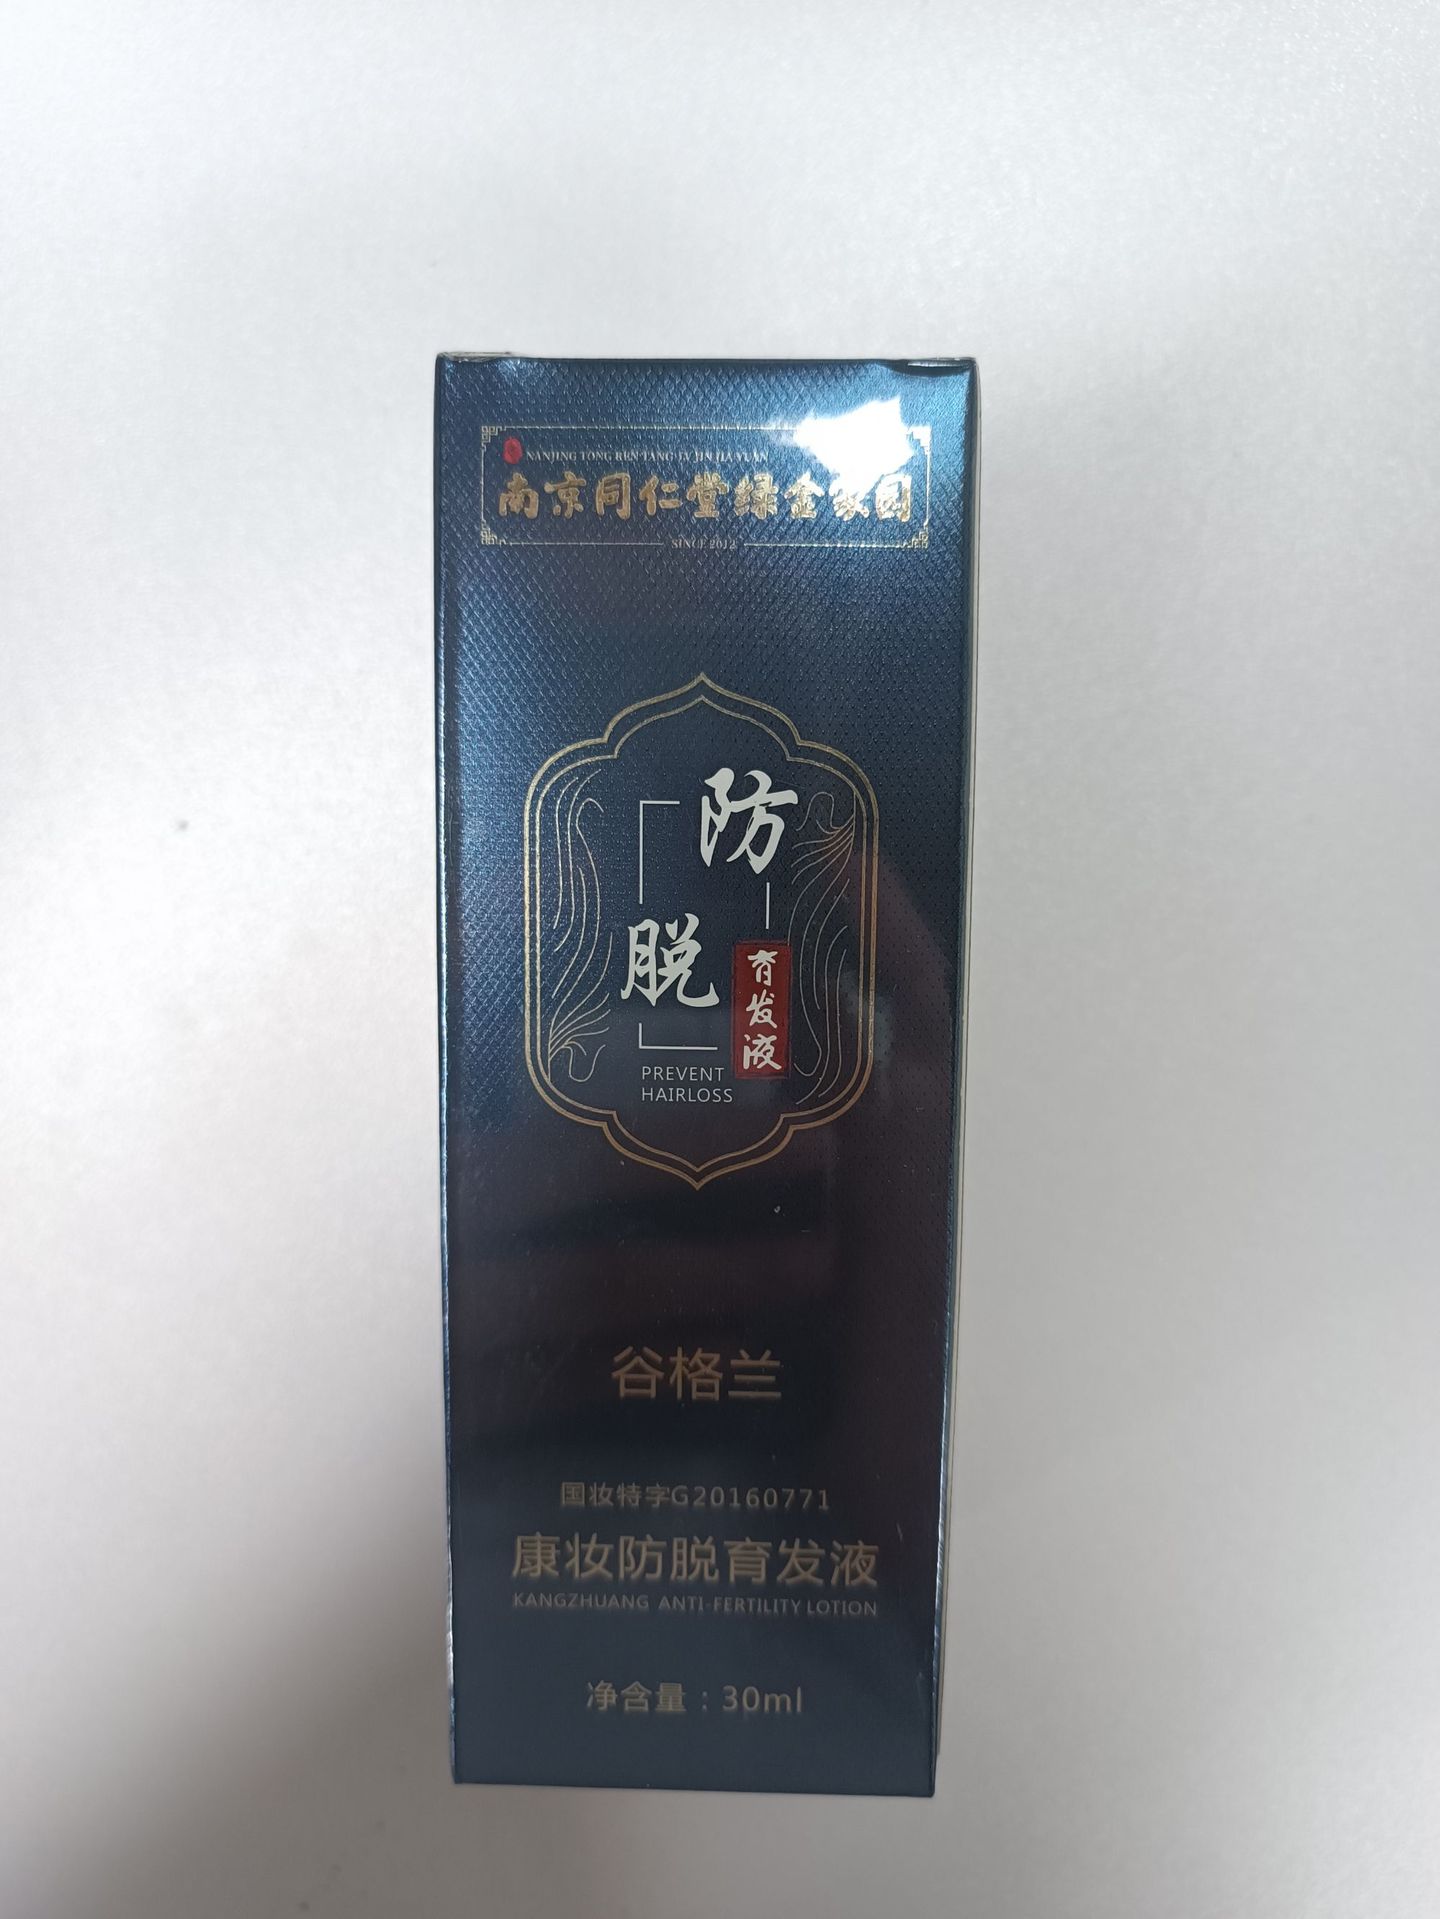 NANJING TONG REN TANG LV JIN JIA YUAN
南京同仁堂绿金家园
SINCE 2012
防脱
育发液
PREVENT
HAIRLOSS
谷格兰
国妆特字G20160771
康妆防脱育发液
KANGZHUANG ANTI-FERTILITY LOTION
净含量：30ml